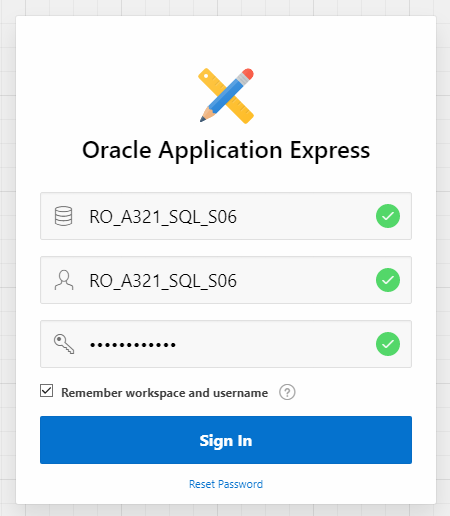 Oracle Application Express
RO_A321_SQL_S06
RO_A321_SQL_S06
••••••••••••
Remember workspace and username ?
Sign In
Reset Password